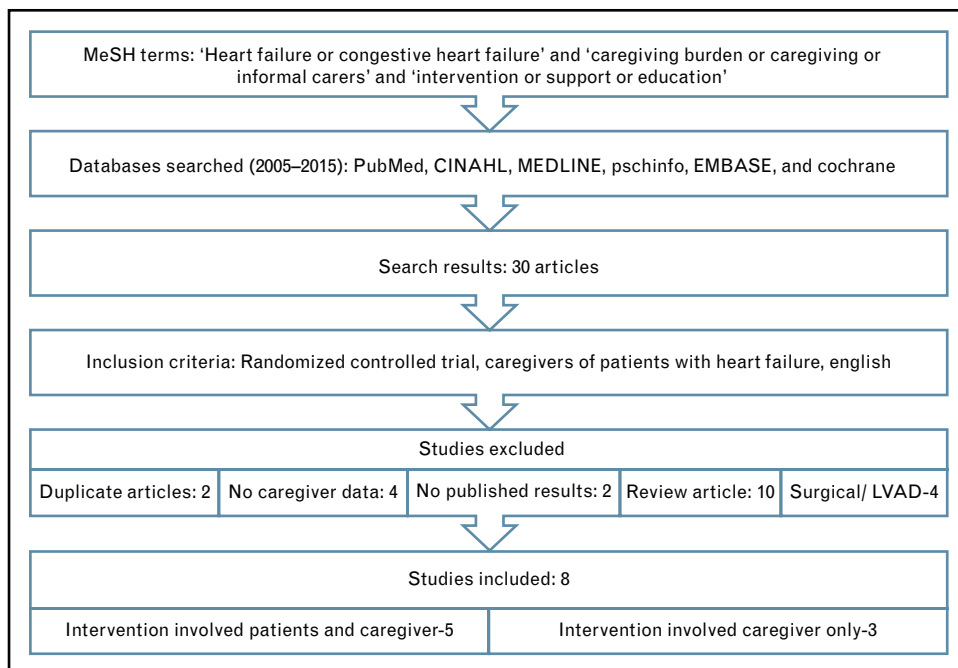 MeSH terms: ‘Heart failure or congestive heart failure’ and ‘caregiving burden or caregiving or
informal carers’ and ‘intervention or support or education’
Databases searched (2005–2015): PubMed, CINAHL, MEDLINE, pschinfo, EMBASE, and cochrane
Search results: 30 articles
Inclusion criteria: Randomized controlled trial, caregivers of patients with heart failure, english
Studies excluded
Duplicate articles: 2
No caregiver data: 4
No published results: 2
Review article: 10
Surgical/ LVAD-4
Studies included: 8
Intervention involved patients and caregiver-5
Intervention involved caregiver only-3